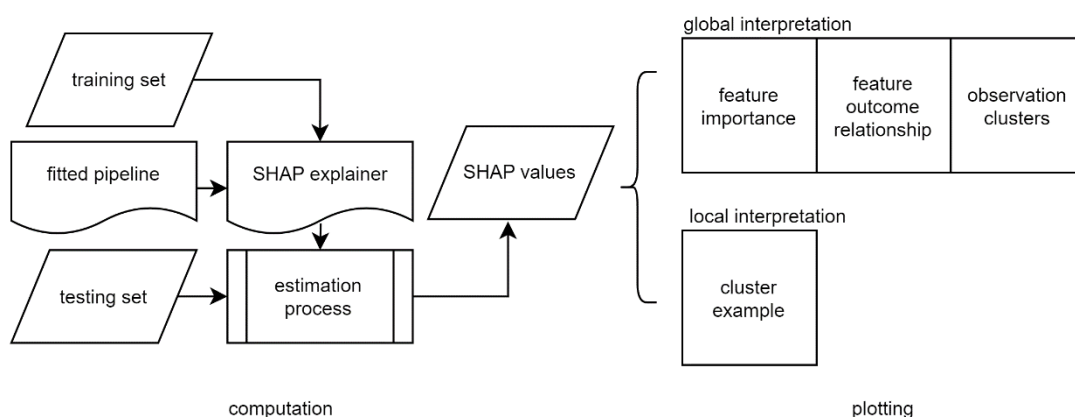 global interpretation
training set
feature
importance
feature
outcome
relationship
observation
clusters
fitted pipeline
SHAP explainer
SHAP values
local interpretation
testing set
estimation
process
cluster
example
computation
plotting